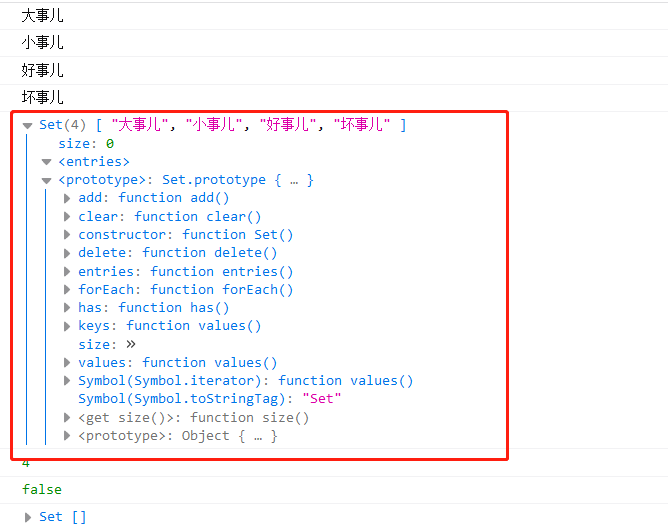 大事儿
小事儿
好事儿
坏事儿
Set(4) [ "大事儿", "小事儿", "好事儿", "坏事儿" ]
size: 0
<entries>
<prototype>: Set.prototype { … }
add: function add()
clear: function clear()
constructor: function Set()
delete: function delete()
entries: function entries()
forEach: function forEach()
has: function has()
keys: function values()
size: »
values: function values()
Symbol(Symbol.iterator): function values()
Symbol(Symbol.toStringTag): "Set"
<get size()>: function size()
<prototype>: Object { … }
4
false
Set []